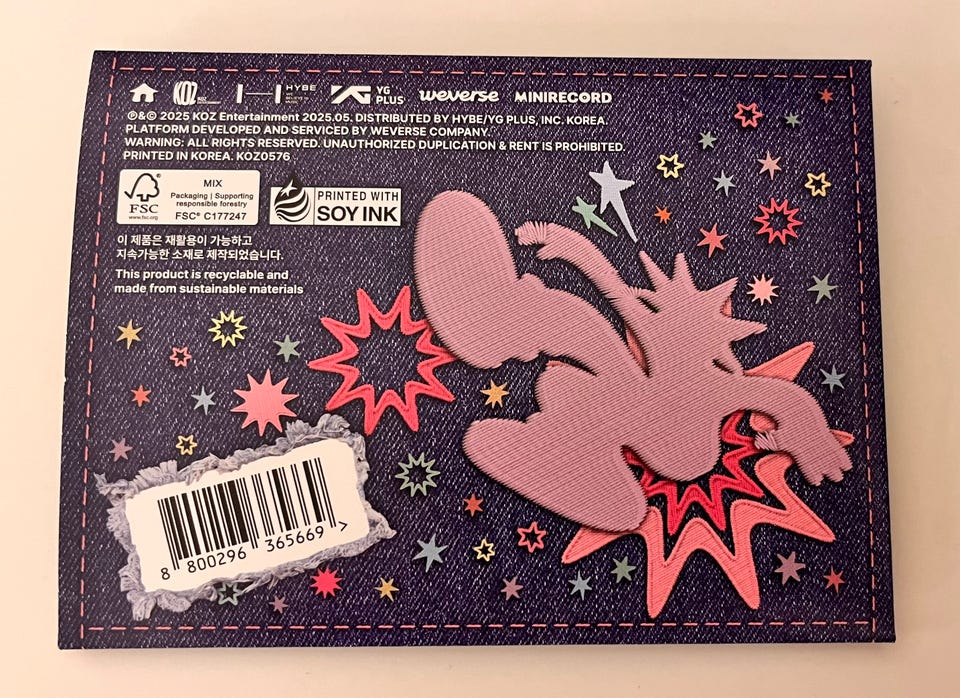 KOZ KOZ HYBE YG PLUS weverse MINIRECORD
℗&© 2025 KOZ Entertainment 2025.05. DISTRIBUTED BY HYBE/YG PLUS, INC. KOREA.
PLATFORM DEVELOPED AND SERVICED BY WEVERSE COMPANY.
WARNING: ALL RIGHTS RESERVED. UNAUTHORIZED DUPLICATION & RENT IS PROHIBITED.
PRINTED IN KOREA. KOZ0576
FSC®
www.fsc.org
MIX
Packaging | Supporting
responsible forestry
FSC® C177247
PRINTED WITH
SOY INK
이 제품은 재활용이 가능하고
지속가능한 소재로 제작되었습니다.
This product is recyclable and
made from sustainable materials
8 800296 365669 >